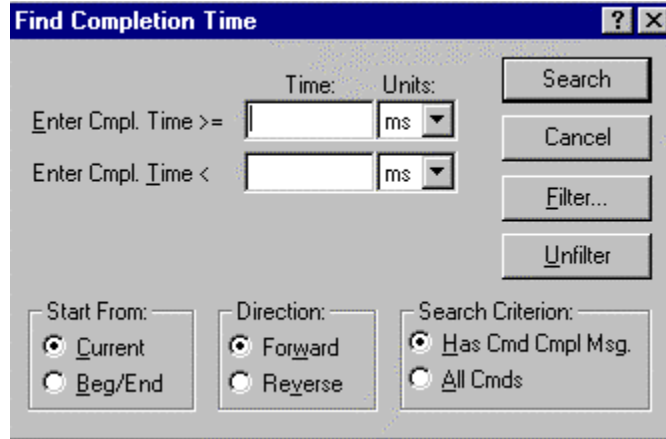 Find Completion Time
Time: Units: Search
Enter Cmpl. Time >= ms
Cancel
Enter Cmpl. Time < ms
Filter...
Unfilter
Start From: Direction: Search Criterion:
Current Forward Has Cmd Cmpl Msg.
Beg/End Reverse All Cmds